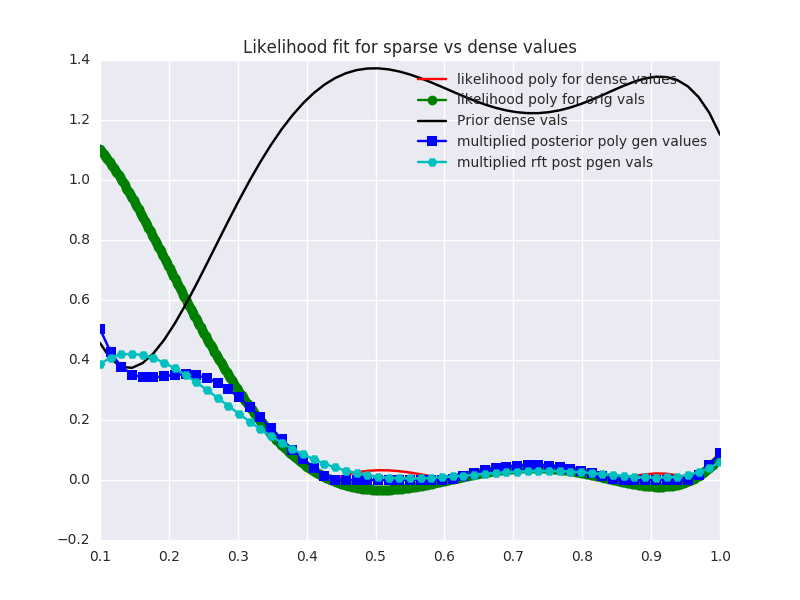 Likelihood fit for sparse vs dense values
likelihood poly for dense values
likelihood poly for orig vals
Prior dense vals
multiplied posterior poly gen values
multiplied rft post pgen vals
1.4
1.2
1.0
0.8
0.6
0.4
0.2
0.0
−0.2
0.1 0.2 0.3 0.4 0.5 0.6 0.7 0.8 0.9 1.0